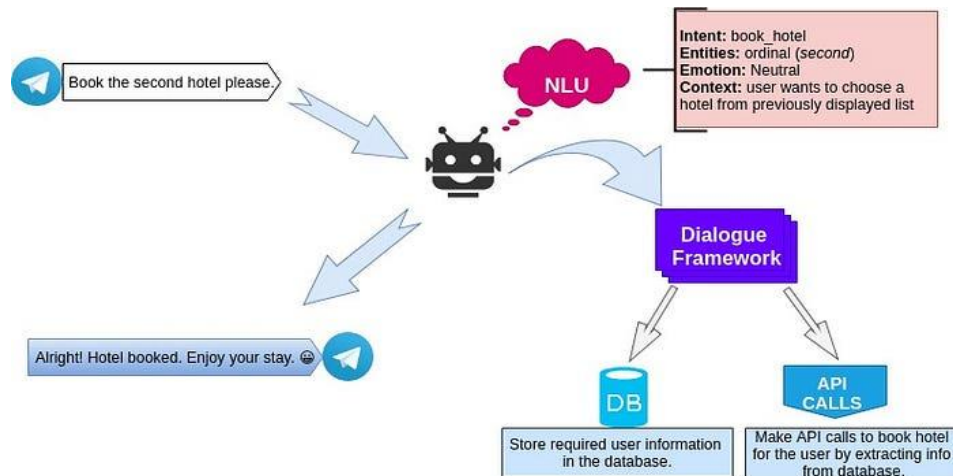 Book the second hotel please.
NLU
Intent: book_hotel
Entities: ordinal (second)
Emotion: Neutral
Context: user wants to choose a
hotel from previously displayed list
Dialogue
Framework
Alright! Hotel booked. Enjoy your stay. 😀
DB
API
CALLS
Store required user information
in the database.
Make API calls to book hotel
for the user by extracting info
from database.